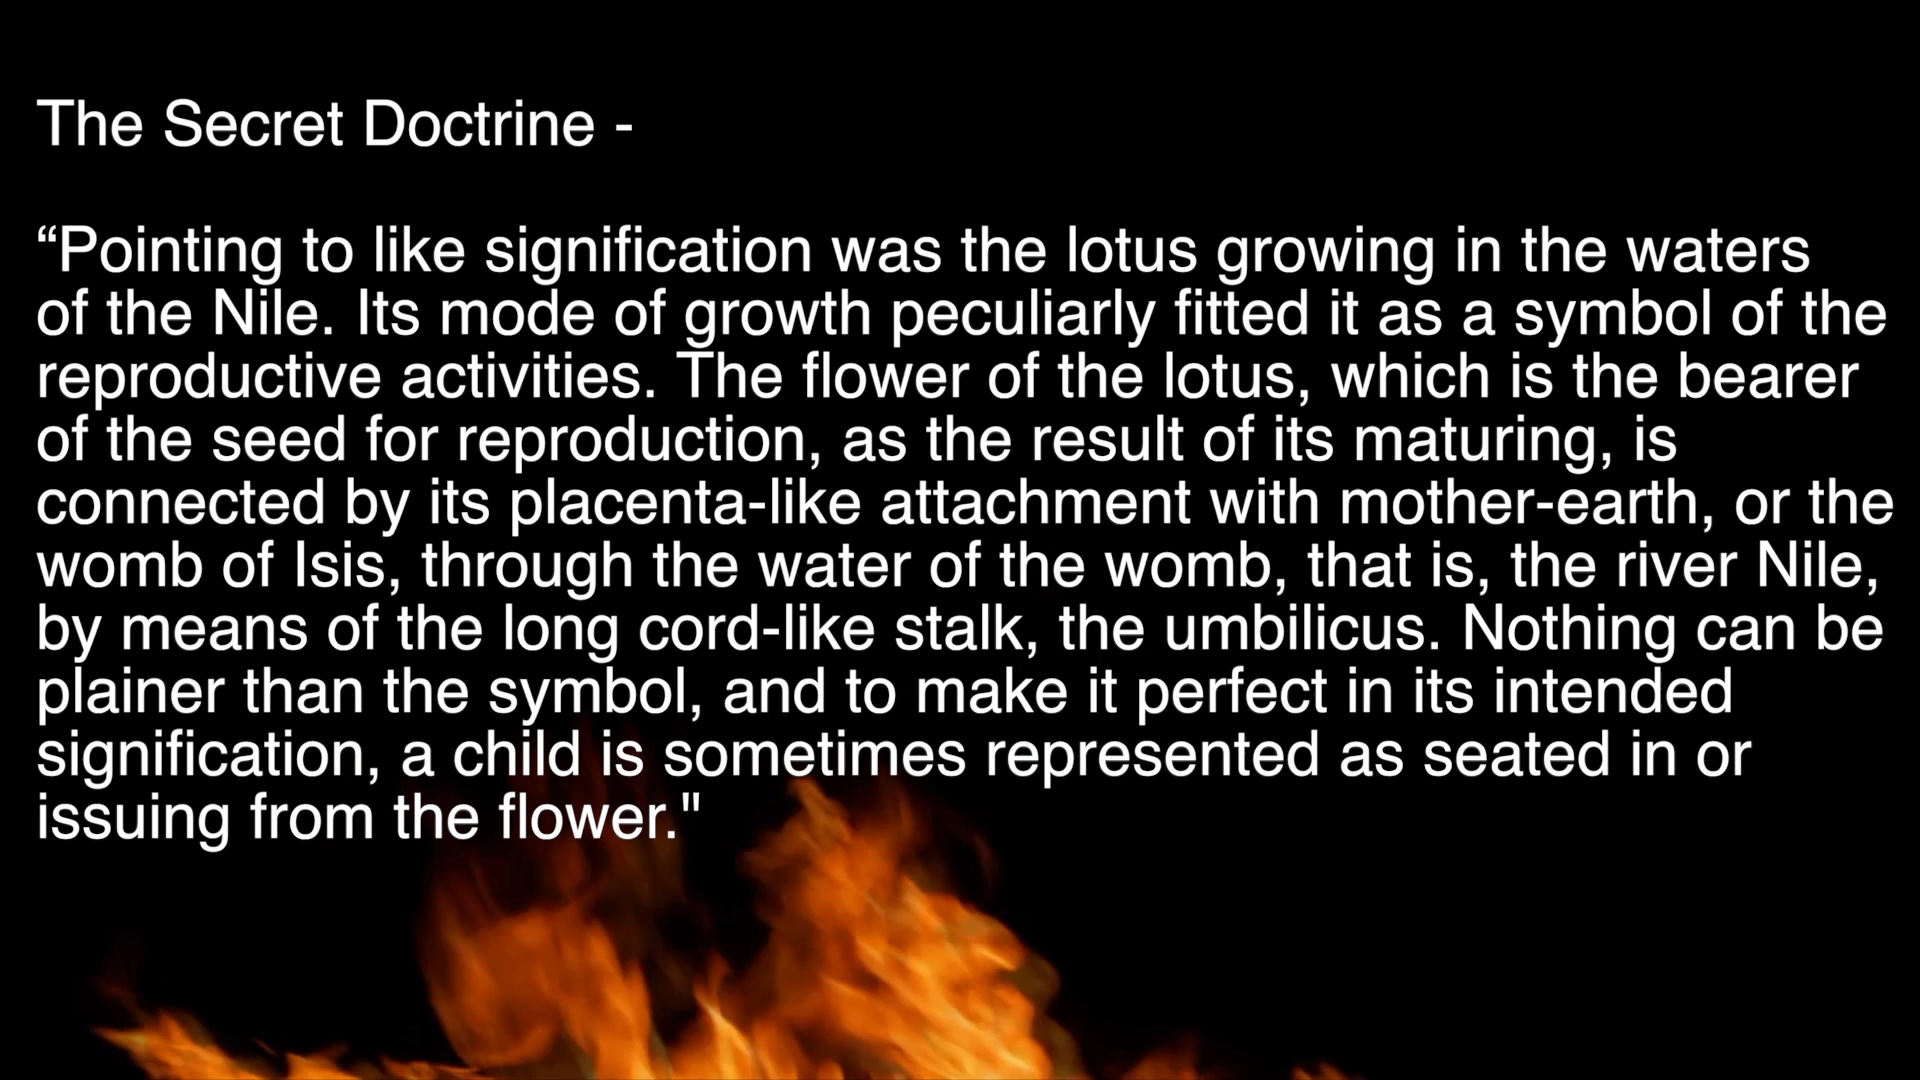 The Secret Doctrine -
“Pointing to like signification was the lotus growing in the waters
of the Nile. Its mode of growth peculiarly fitted it as a symbol of the
reproductive activities. The flower of the lotus, which is the bearer
of the seed for reproduction, as the result of its maturing, is
connected by its placenta-like attachment with mother-earth, or the
womb of Isis, through the water of the womb, that is, the river Nile,
by means of the long cord-like stalk, the umbilicus. Nothing can be
plainer than the symbol, and to make it perfect in its intended
signification, a child is sometimes represented as seated in or
issuing from the flower."